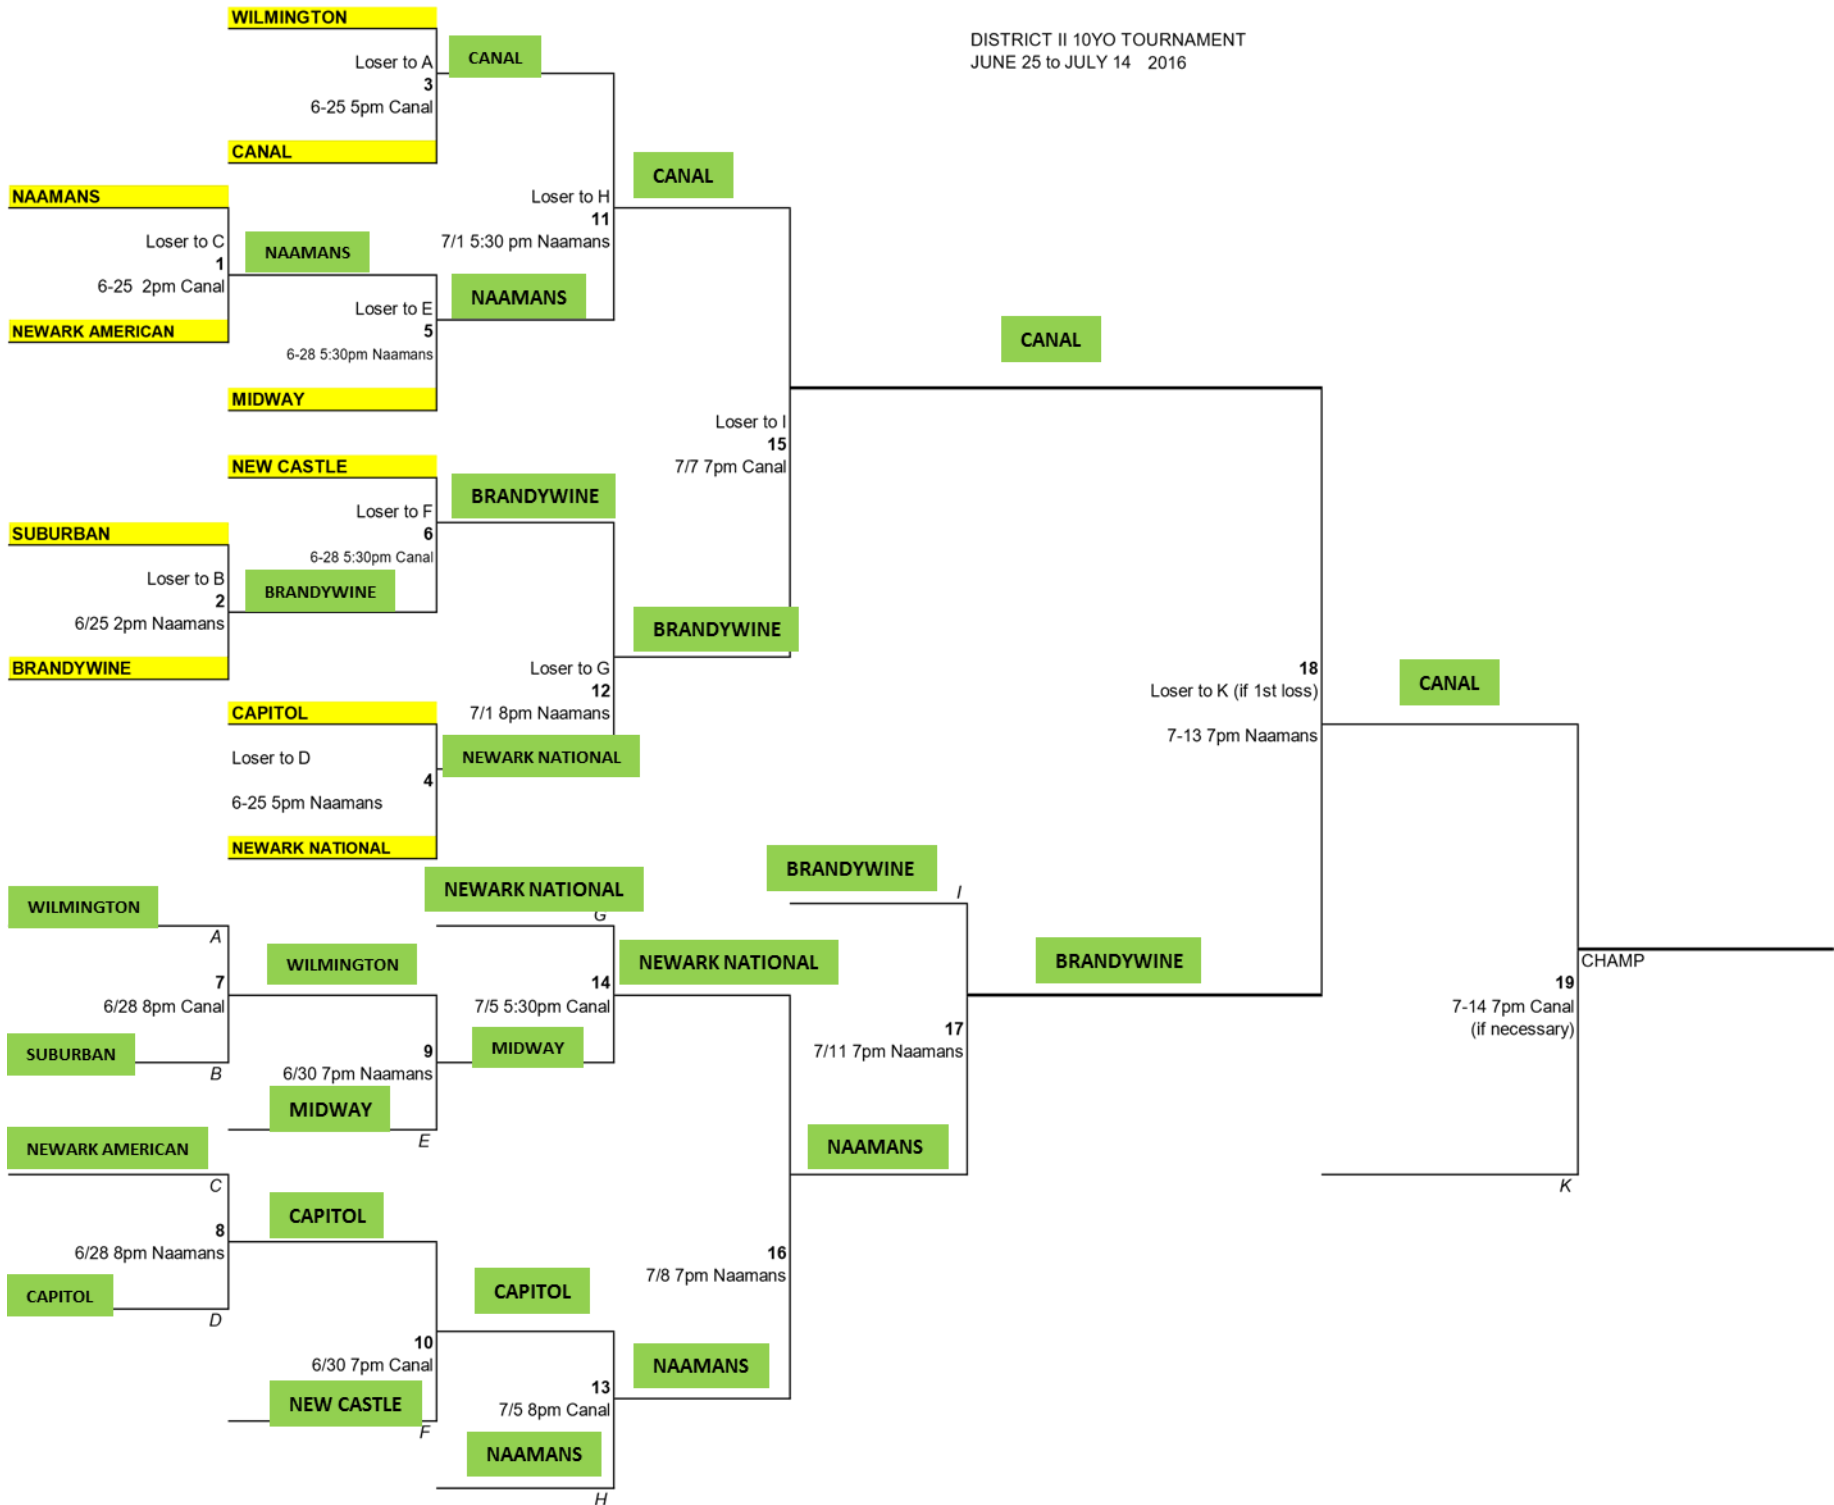 WILMINGTON
DISTRICT II 10YO TOURNAMENT
JUNE 25 to JULY 14 2016
Loser to A
CANAL
3
6-25 5pm Canal
CANAL
CANAL
NAAMANS
Loser to H
11
7/1 5:30 pm Naamans
Loser to C
NAAMANS
1
6-25 2pm Canal
NAAMANS
Loser to E
NEWARK AMERICAN
5
6-28 5:30pm Naamans
CANAL
MIDWAY
Loser to I
15
7/7 7pm Canal
NEW CASTLE
BRANDYWINE
Loser to F
6
6-28 5:30pm Canal
SUBURBAN
Loser to B
2
6/25 2pm Naamans
BRANDYWINE
BRANDYWINE
BRANDYWINE
Loser to G
12
7/1 8pm Naamans
18
Loser to K (if 1st loss)
7-13 7pm Naamans
CANAL
CAPITOL
Loser to D
4
6-25 5pm Naamans
NEWARK NATIONAL
NEWARK NATIONAL
NEWARK NATIONAL
G
BRANDYWINE
I
WILMINGTON
A
7
6/28 8pm Canal
WILMINGTON
14
7/5 5:30pm Canal
NEWARK NATIONAL
BRANDYWINE
CHAMP
19
7-14 7pm Canal
(if necessary)
SUBURBAN
B
9
6/30 7pm Naamans
MIDWAY
17
7/11 7pm Naamans
MIDWAY
E
NEWARK AMERICAN
C
NAAMANS
K
8
6/28 8pm Naamans
CAPITOL
16
7/8 7pm Naamans
CAPITOL
D
CAPITOL
10
6/30 7pm Canal
NAAMANS
13
7/5 8pm Canal
NEW CASTLE
F
NAAMANS
H